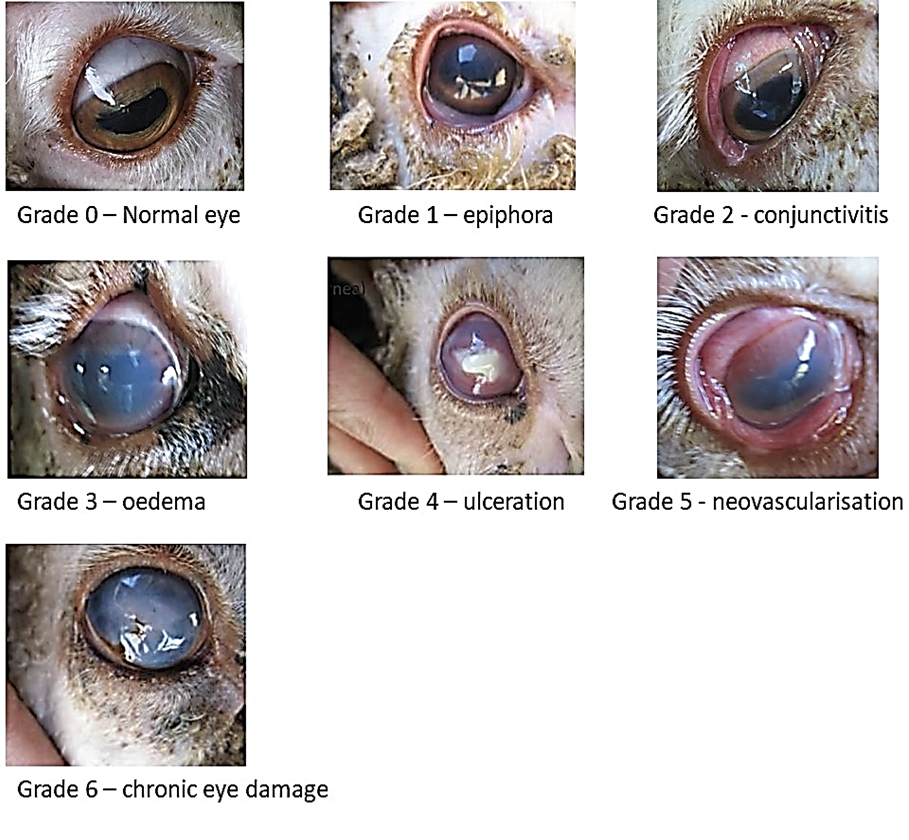 Grade 0 – Normal eye
Grade 1 – epiphora
Grade 2 - conjunctivitis
Grade 3 – oedema
Grade 4 – ulceration
Grade 5 - neovascularisation
Grade 6 – chronic eye damage